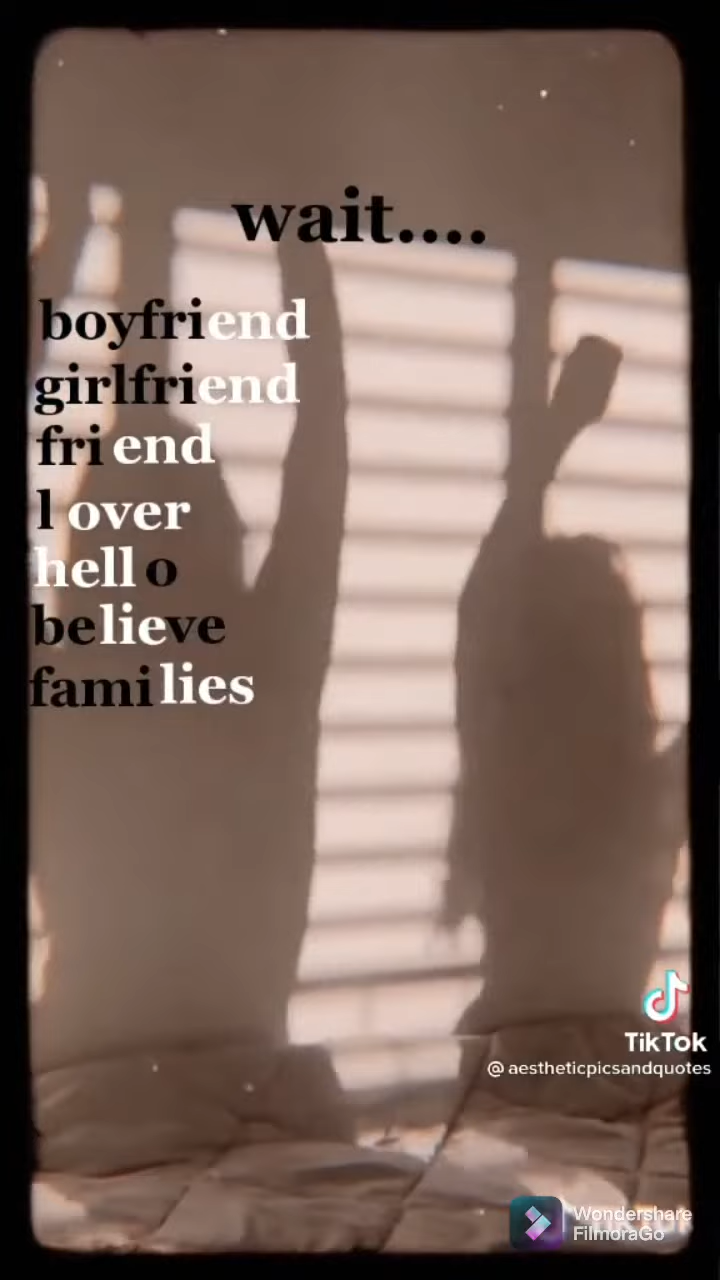 wait....
boyfriend
girlfriend
fri end
l over
hell o
believe
fami lies
TikTok
@aestheticpicsandquotes
Wondershare
FilmoraGo